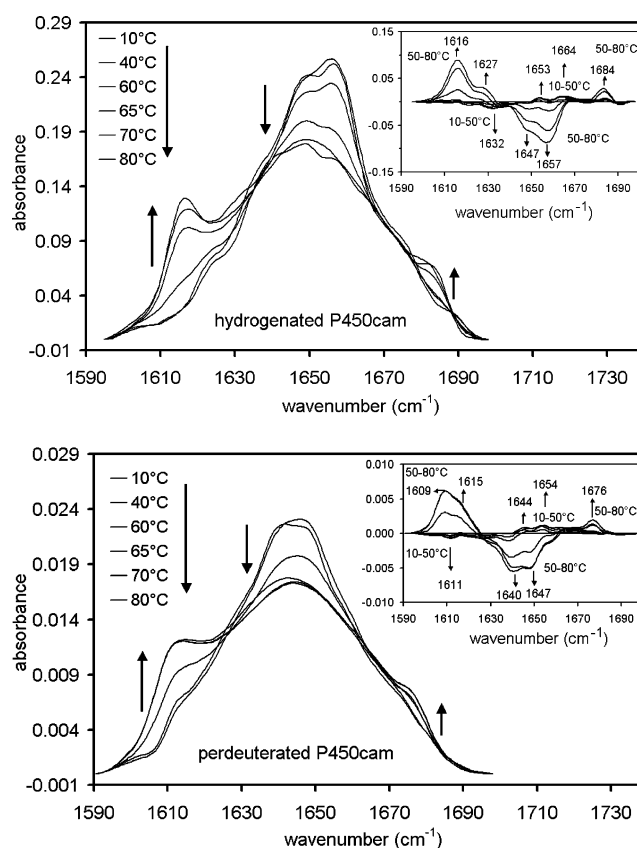 0.29
0.24
0.19
0.14
0.09
0.04
-0.01
absorbance
10°C
40°C
60°C
65°C
70°C
80°C
hydrogenated P450cam
1590 1610 1630 1650 1670 1690 1710 1730
wavenumber (cm-1)
0.15
0.05
-0.05
-0.15
absorbance
1616
50-80°C
1627
1653
1664
10-50°C
50-80°C
1684
10-50°C
1632
1647
1657
50-80°C
1590 1610 1630 1650 1670 1690
wavenumber (cm-1)
0.029
0.024
0.019
0.014
0.009
0.004
-0.001
absorbance
10°C
40°C
60°C
65°C
70°C
80°C
perdeuterated P450cam
1590 1610 1630 1650 1670 1690 1710 1730
wavenumber (cm-1)
0.010
0.005
0.000
-0.005
-0.010
absorbance
50-80°C
1609
1615
1644
1654
10-50°C
1676
50-80°C
10-50°C
1611
1640
1647
50-80°C
1590 1610 1630 1650 1670 1690
wavenumber (cm-1)